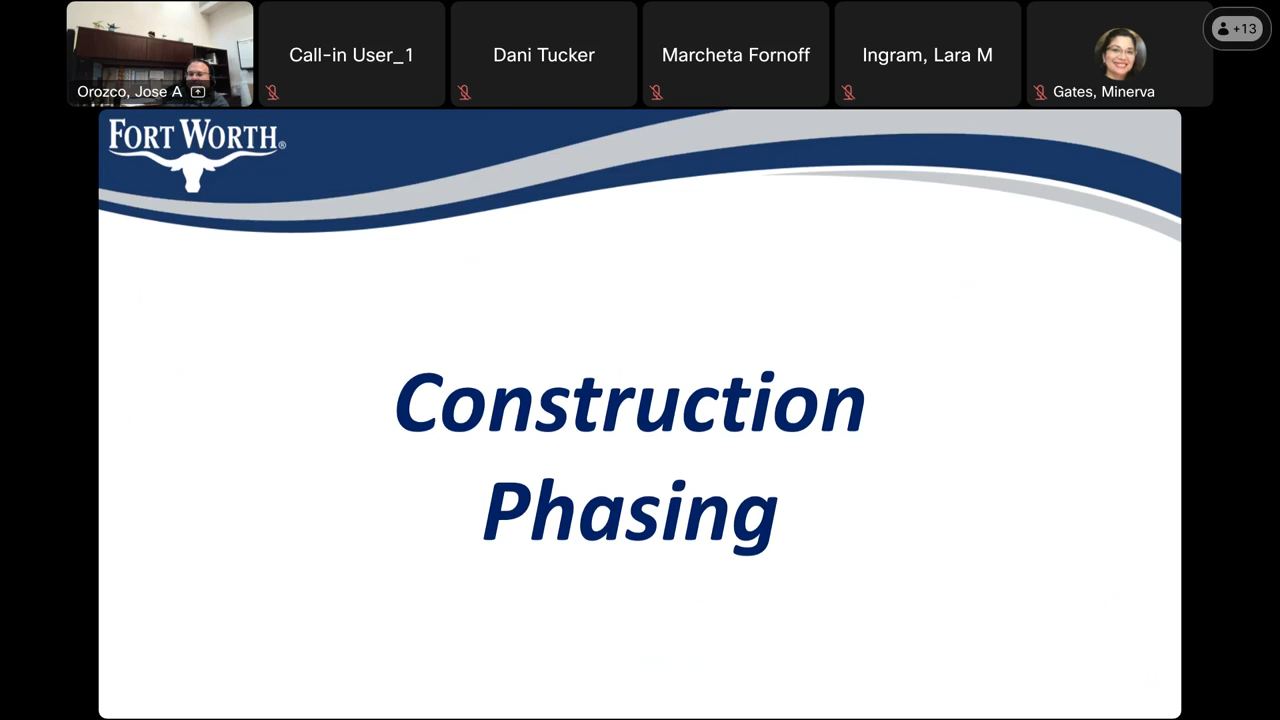 Orozco, Jose A
Call-in User_1
Dani Tucker
Marcheta Fornoff
Ingram, Lara M
Gates, Minerva
+13
FORT WORTH®
Construction
Phasing